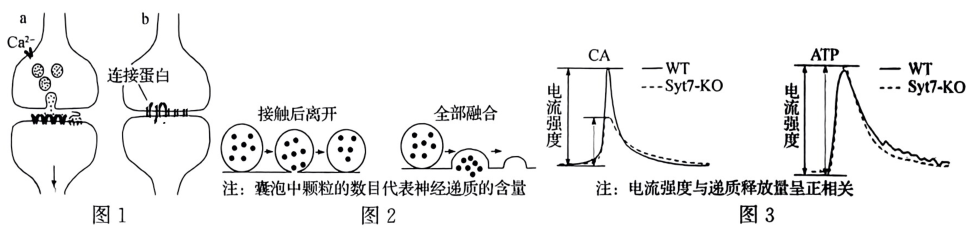 a
b
Ca²⁻
连接蛋白
图1
接触后离开
全部融合
注：囊泡中颗粒的数目代表神经递质的含量
图2
CA
WT
Syt7-KO
电流强度
ATP
WT
Syt7-KO
电流强度
注：电流强度与递质释放量呈正相关
图3